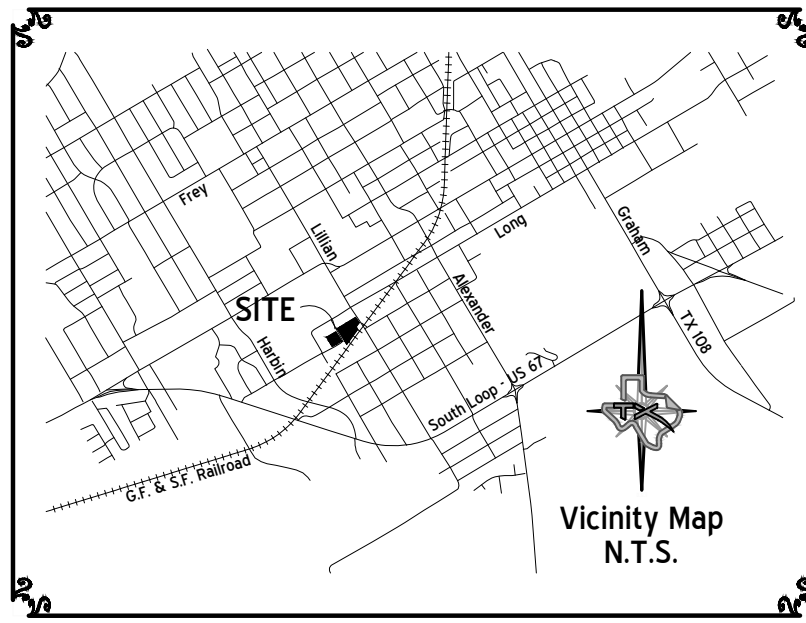 Frey
Lillian
Long
Graham
SITE
Alexander
Harbin
TX 108
South Loop - US 67
G.F. & S.F. Railroad
TX
Vicinity Map
N.T.S.